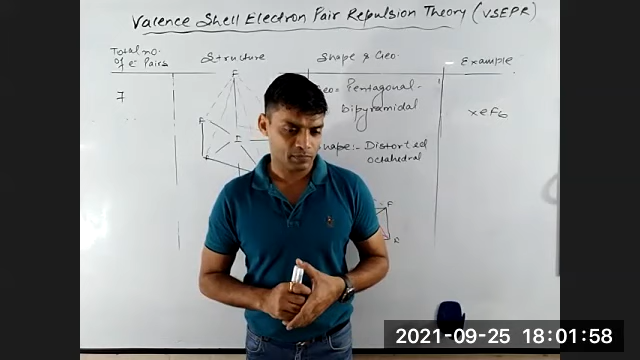 Valence Shell Electron Pair Repulsion Theory (VSEPR)
Total no. of e⁻ Pairs
Structure
Shape & Geo.
Example
7
F
F
F
I
Geo = Pentagonal-
bipyramidal
Shape:- Distorted
octahedral
F
XeF6
2021-09-25 18:01:58